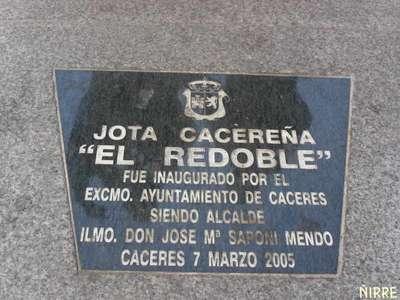 JOTA CACEREÑA
"EL REDOBLE"
FUE INAUGURADO POR EL
EXCMO. AYUNTAMIENTO DE CACERES
SIENDO ALCALDE
ILMO. DON JOSE Mª SAPONI MENDO
CACERES 7 MARZO 2005
NIRRE